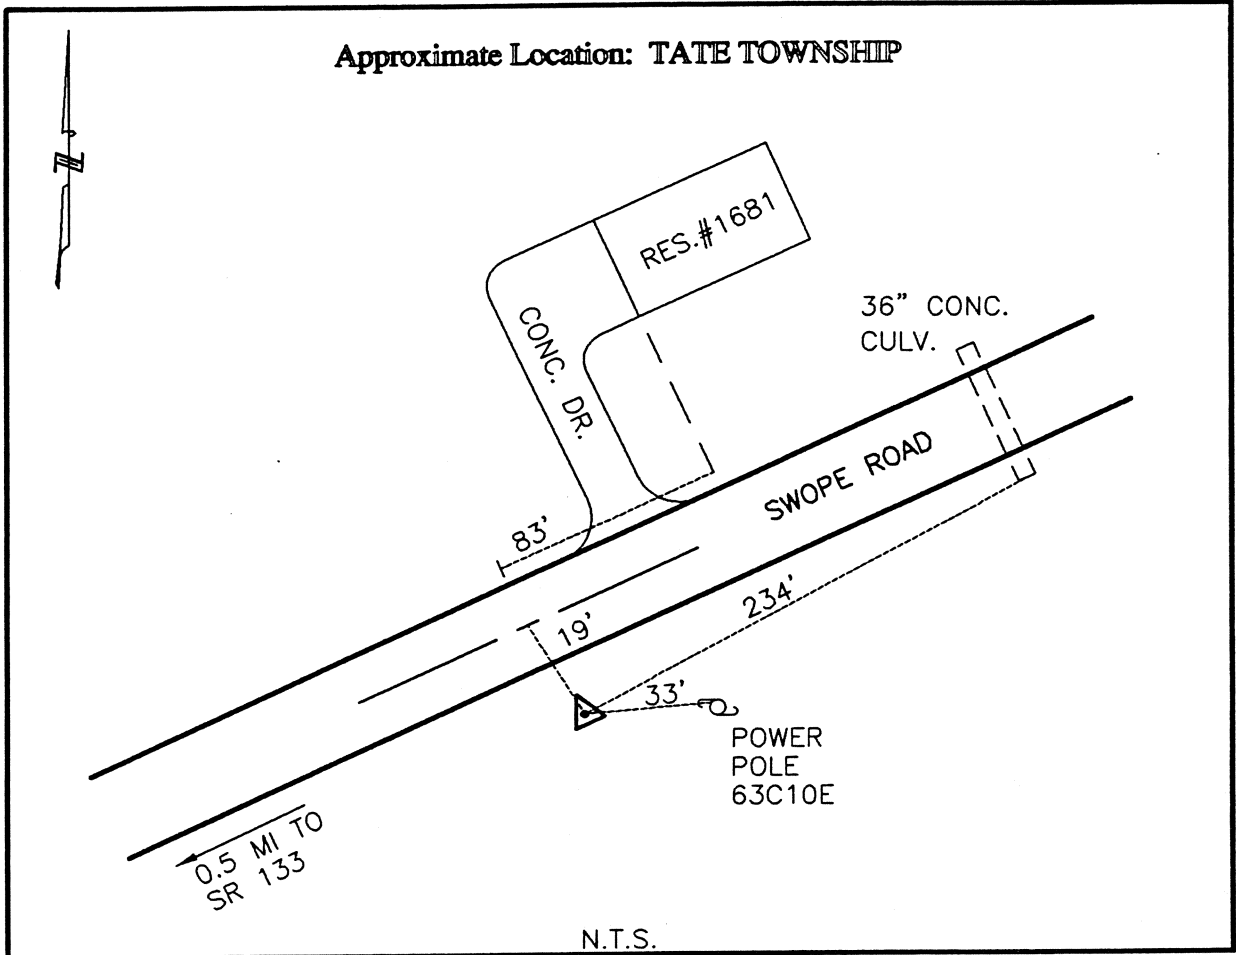 Approximate Location: TATE TOWNSHIP
N
RES.#1681
36" CONC.
CULV.
CONC. DR.
SWOPE ROAD
83'
19'
234'
33'
POWER
POLE
63C10E
0.5 MI TO
SR 133
N.T.S.